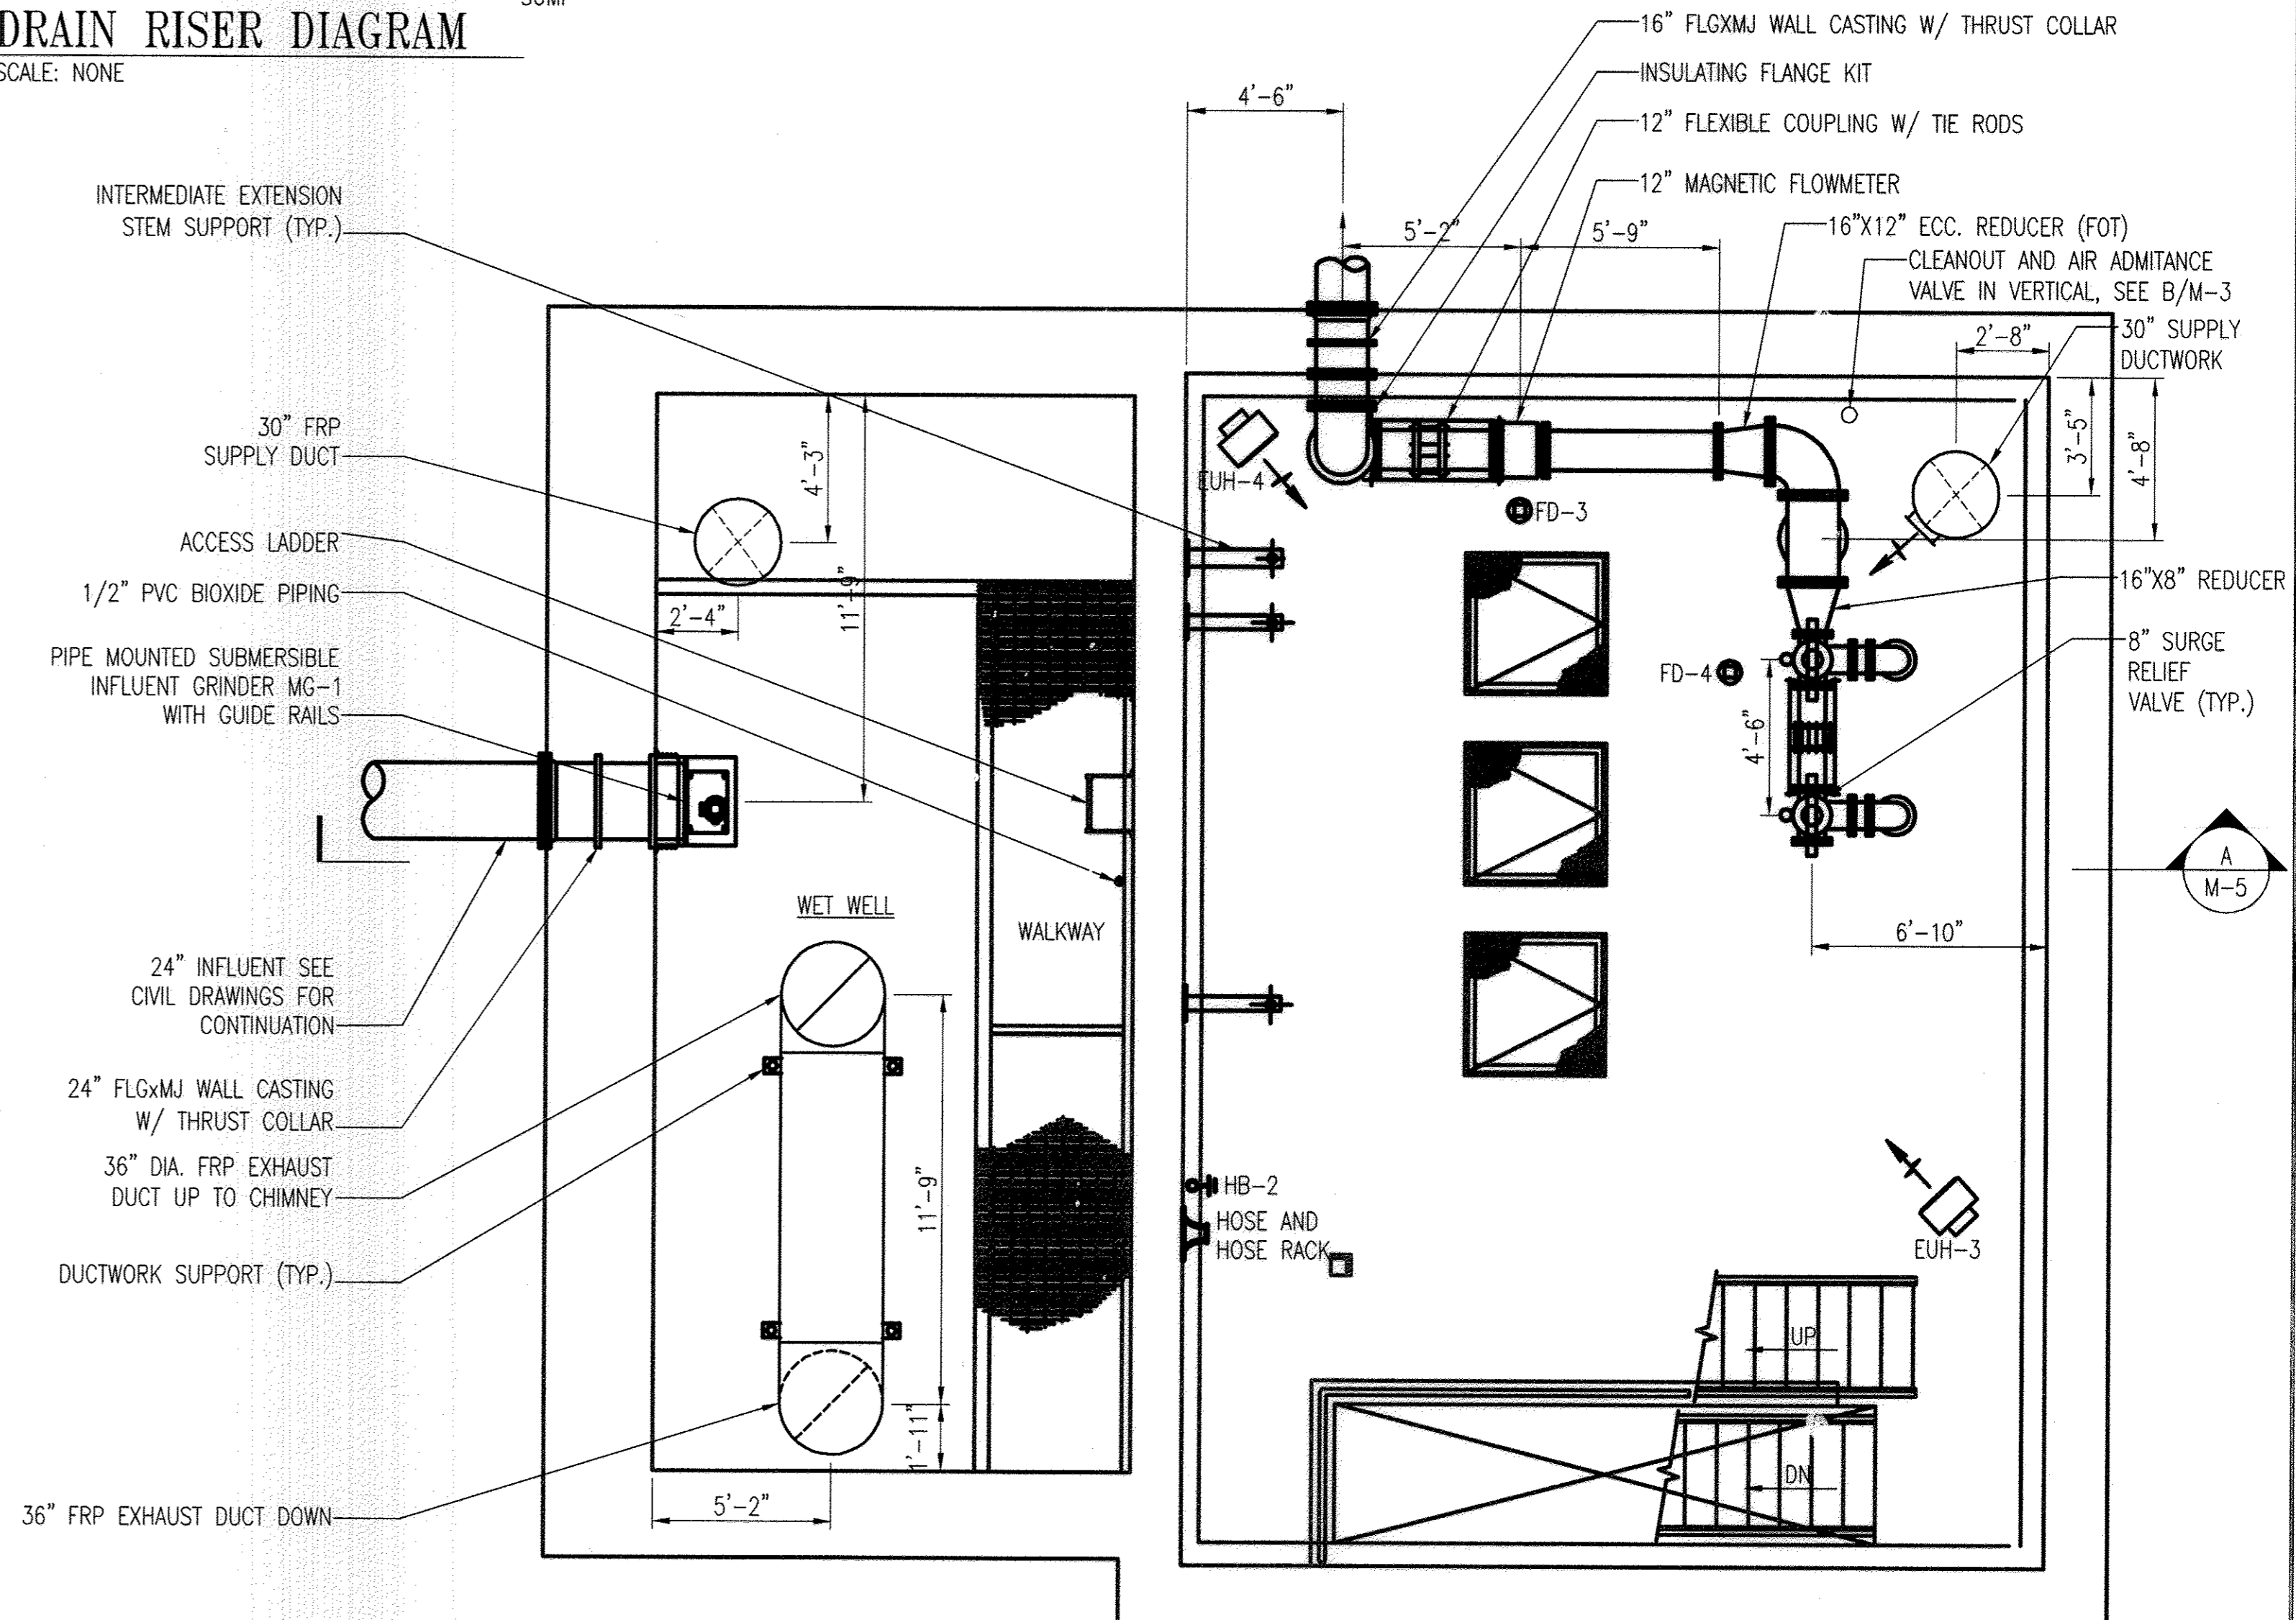 DRAIN RISER DIAGRAM
SCALE: NONE
16" FLGXMJ WALL CASTING W/ THRUST COLLAR
INSULATING FLANGE KIT
12" FLEXIBLE COUPLING W/ TIE RODS
12" MAGNETIC FLOWMETER
16"X12" ECC. REDUCER (FOT)
CLEANOUT AND AIR ADMITANCE
VALVE IN VERTICAL, SEE B/M-3
30" SUPPLY
DUCTWORK
4'-6"
5'-2"
5'-9"
2'-8"
3'-5"
4'-8"
INTERMEDIATE EXTENSION
STEM SUPPORT (TYP.)
30" FRP
SUPPLY DUCT
ACCESS LADDER
1/2" PVC BIOXIDE PIPING
PIPE MOUNTED SUBMERSIBLE
INFLUENT GRINDER MG-1
WITH GUIDE RAILS
4'-3"
11'-9"
2'-4"
EUH-4
FD-3
FD-4
16"X8" REDUCER
8" SURGE
RELIEF
VALVE (TYP.)
4'-6"
A
M-5
6'-10"
WET WELL
WALKWAY
24" INFLUENT SEE
CIVIL DRAWINGS FOR
CONTINUATION
24" FLGxMJ WALL CASTING
W/ THRUST COLLAR
36" DIA. FRP EXHAUST
DUCT UP TO CHIMNEY
DUCTWORK SUPPORT (TYP.)
36" FRP EXHAUST DUCT DOWN
11'-9"
1'-11"
5'-2"
HB-2
HOSE AND
HOSE RACK
EUH-3
UP
DN